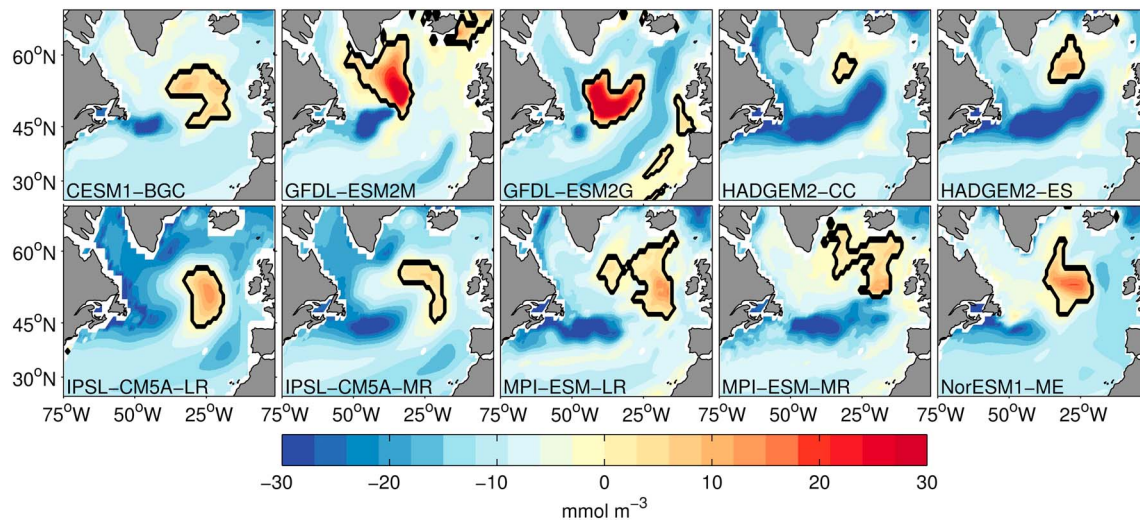 60°N
45°N
30°N
CESM1−BGC GFDL−ESM2M GFDL−ESM2G HADGEM2−CC HADGEM2−ES
60°N
45°N
30°N
IPSL−CM5A−LR IPSL−CM5A−MR MPI−ESM−LR MPI−ESM−MR NorESM1−ME
75°W 50°W 25°W 75°W 50°W 25°W 75°W 50°W 25°W 75°W 50°W 25°W 75°W 50°W 25°W
−30 −20 −10 0 10 20 30
mmol m⁻³